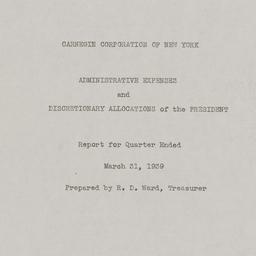 CARNEGIE CORPORATION OF NEW YORK
ADMINISTRATIVE EXPENSES
and
DISCRETIONARY ALLOCATIONS of the PRESIDENT
Report for Quarter Ended
March 31, 1939
Prepared by R. D. Ward, Treasurer